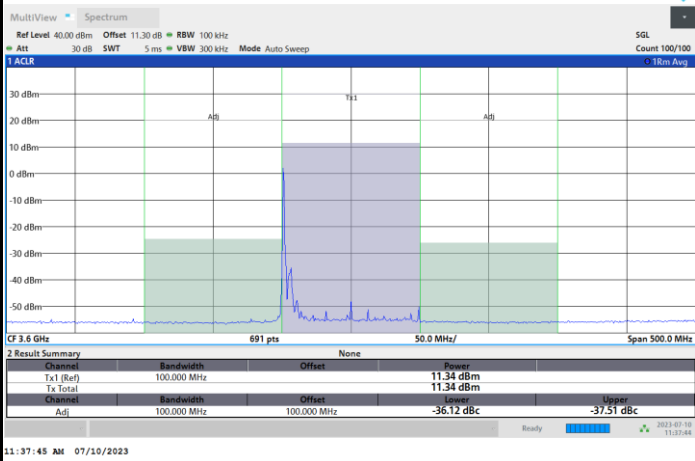 MultiView Spectrum
Ref Level 40.00 dBm Offset 11.30 dB RBW 100 kHz SGL
Att 30 dB SWT 5 ms VBW 300 kHz Mode Auto Sweep Count 100/100
1 ACLR 1Rm Avg
30 dBm
Tx1
20 dBm
Adj Adj
10 dBm
0 dBm
-10 dBm
-20 dBm
-30 dBm
-40 dBm
-50 dBm
CF 3.6 GHz 691 pts 50.0 MHz/ Span 500.0 MHz
2 Result Summary None
Channel Bandwidth Offset Power
Tx1 (Ref) 100.000 MHz 11.34 dBm
Tx Total 11.34 dBm
Channel Bandwidth Offset Lower Upper
Adj 100.000 MHz 100.000 MHz -36.12 dBc -37.51 dBc
Ready 2023-07-10
11:37:44
11:37:45 AM 07/10/2023